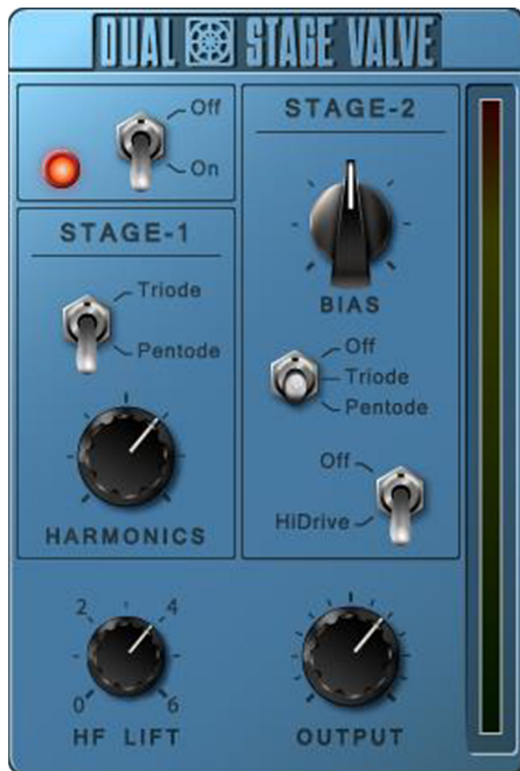 DUAL STAGE VALVE
Off
On
STAGE-1
Triode
Pentode
HARMONICS
STAGE-2
BIAS
Off
Triode
Pentode
Off
HiDrive
2 4
0 6
HF LIFT
OUTPUT